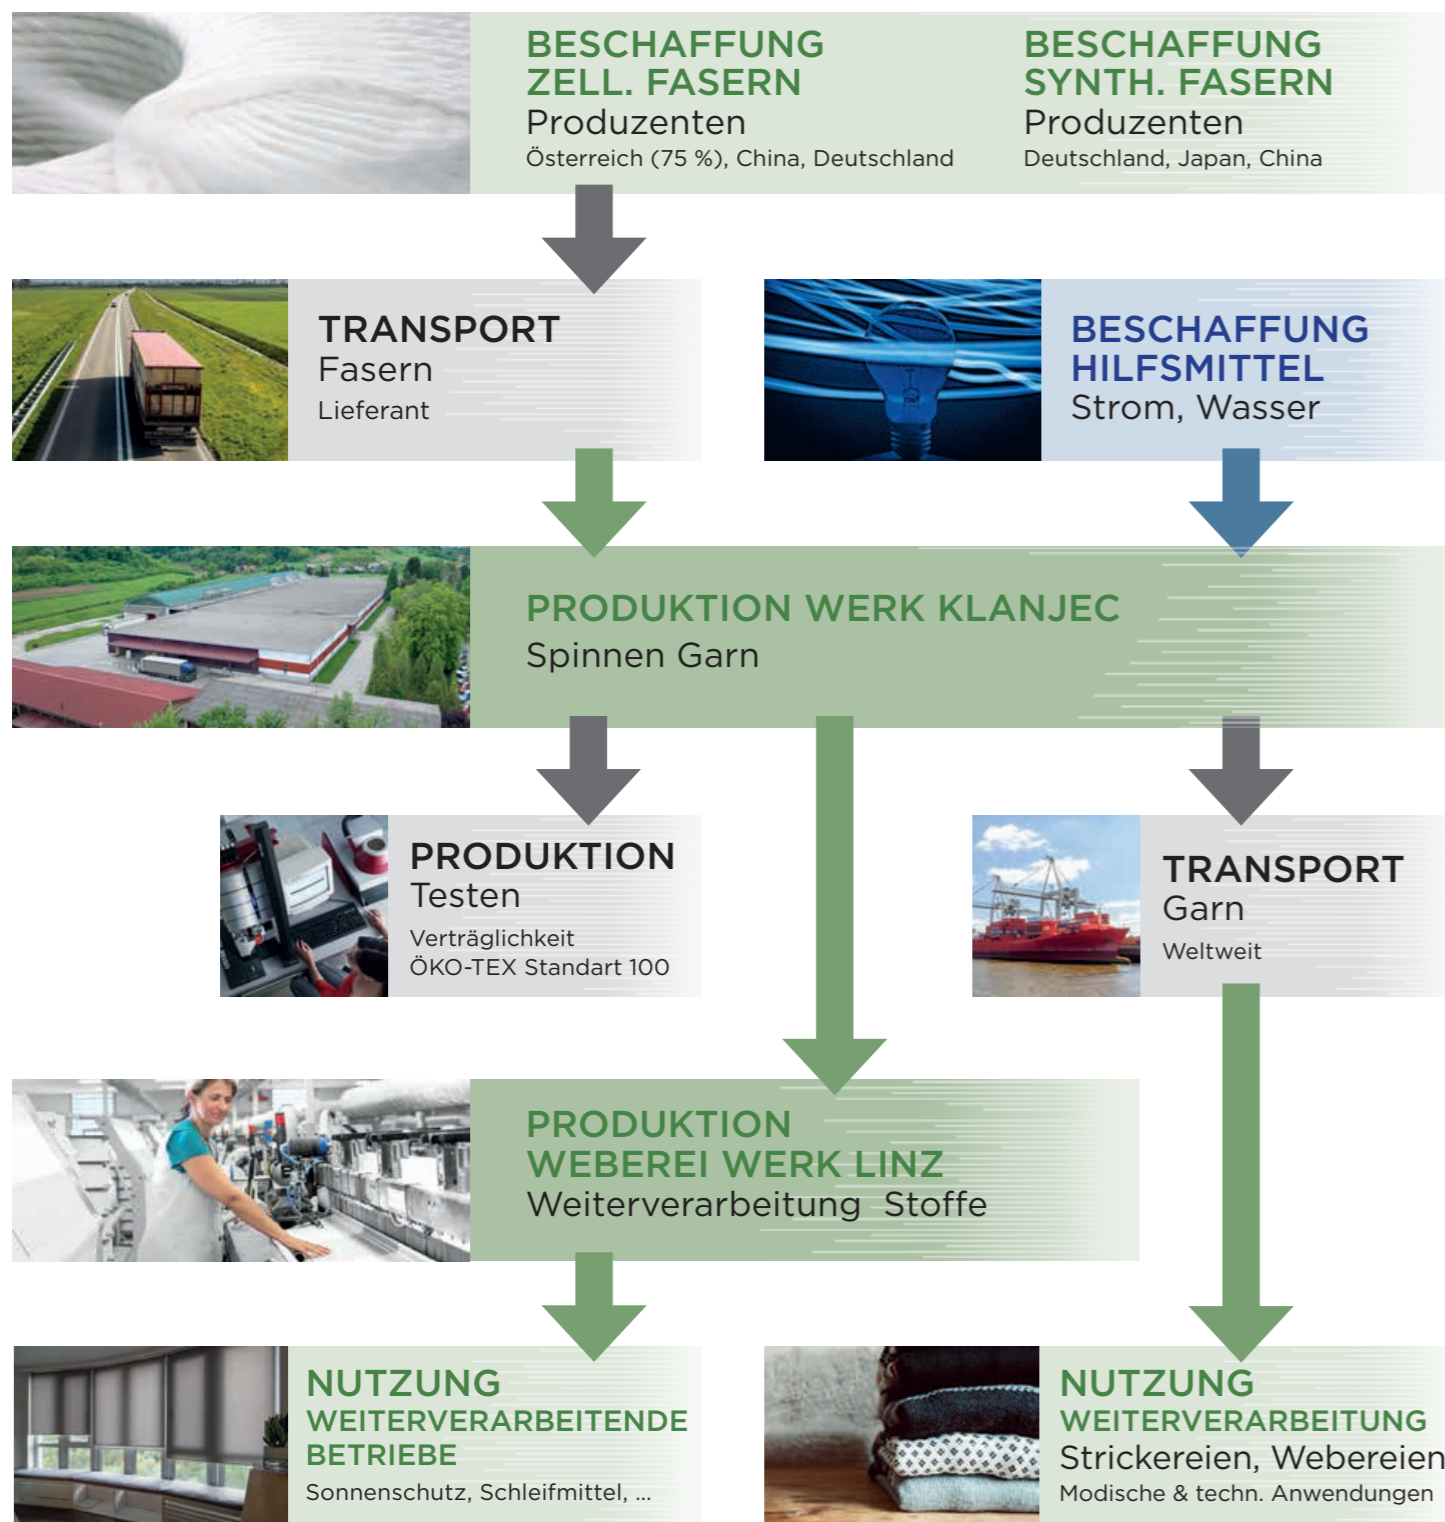 BESCHAFFUNG
ZELL. FASERN
Produzenten
Österreich (75 %), China, Deutschland
BESCHAFFUNG
SYNTH. FASERN
Produzenten
Deutschland, Japan, China
TRANSPORT
Fasern
Lieferant
BESCHAFFUNG
HILFSMITTEL
Strom, Wasser
PRODUKTION WERK KLANJEC
Spinnen Garn
PRODUKTION
Testen
Verträglichkeit
ÖKO-TEX Standart 100
TRANSPORT
Garn
Weltweit
PRODUKTION
WEBEREI WERK LINZ
Weiterverarbeitung Stoffe
NUTZUNG
WEITERVERARBEITENDE
BETRIEBE
Sonnenschutz, Schleifmittel, ...
NUTZUNG
WEITERVERARBEITUNG
Strickereien, Webereien
Modische & techn. Anwendungen